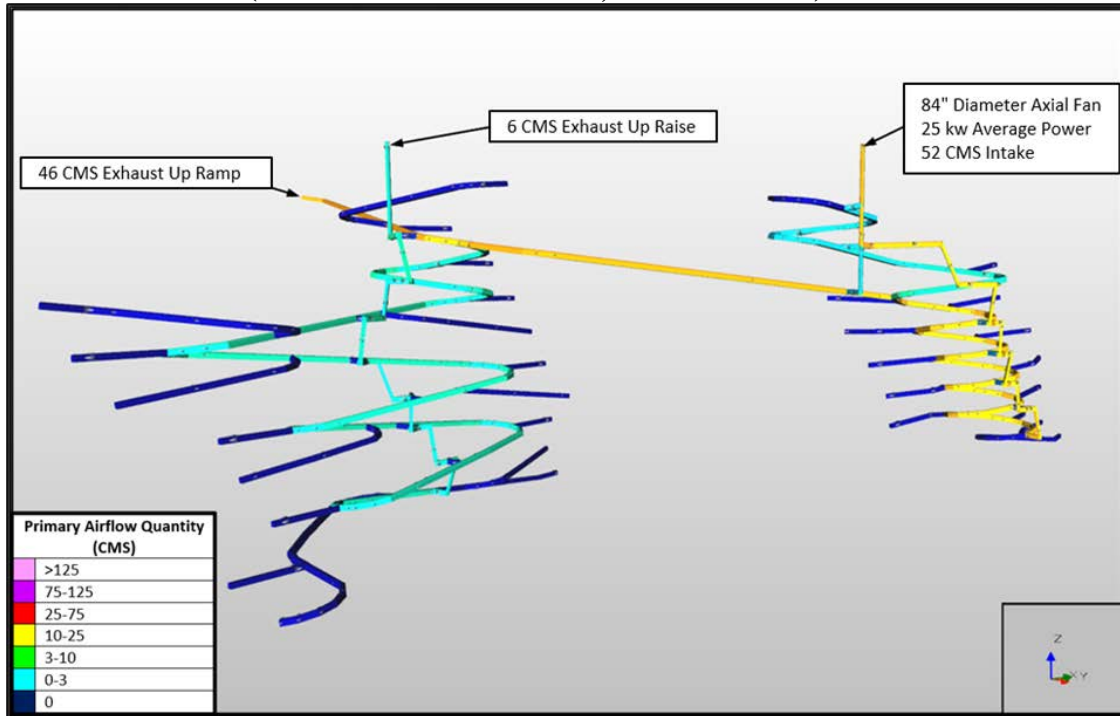 84" Diameter Axial Fan
25 kw Average Power
52 CMS Intake
6 CMS Exhaust Up Raise
46 CMS Exhaust Up Ramp
Primary Airflow Quantity
(CMS)
>125
75-125
25-75
10-25
3-10
0-3
0
Z
X Y